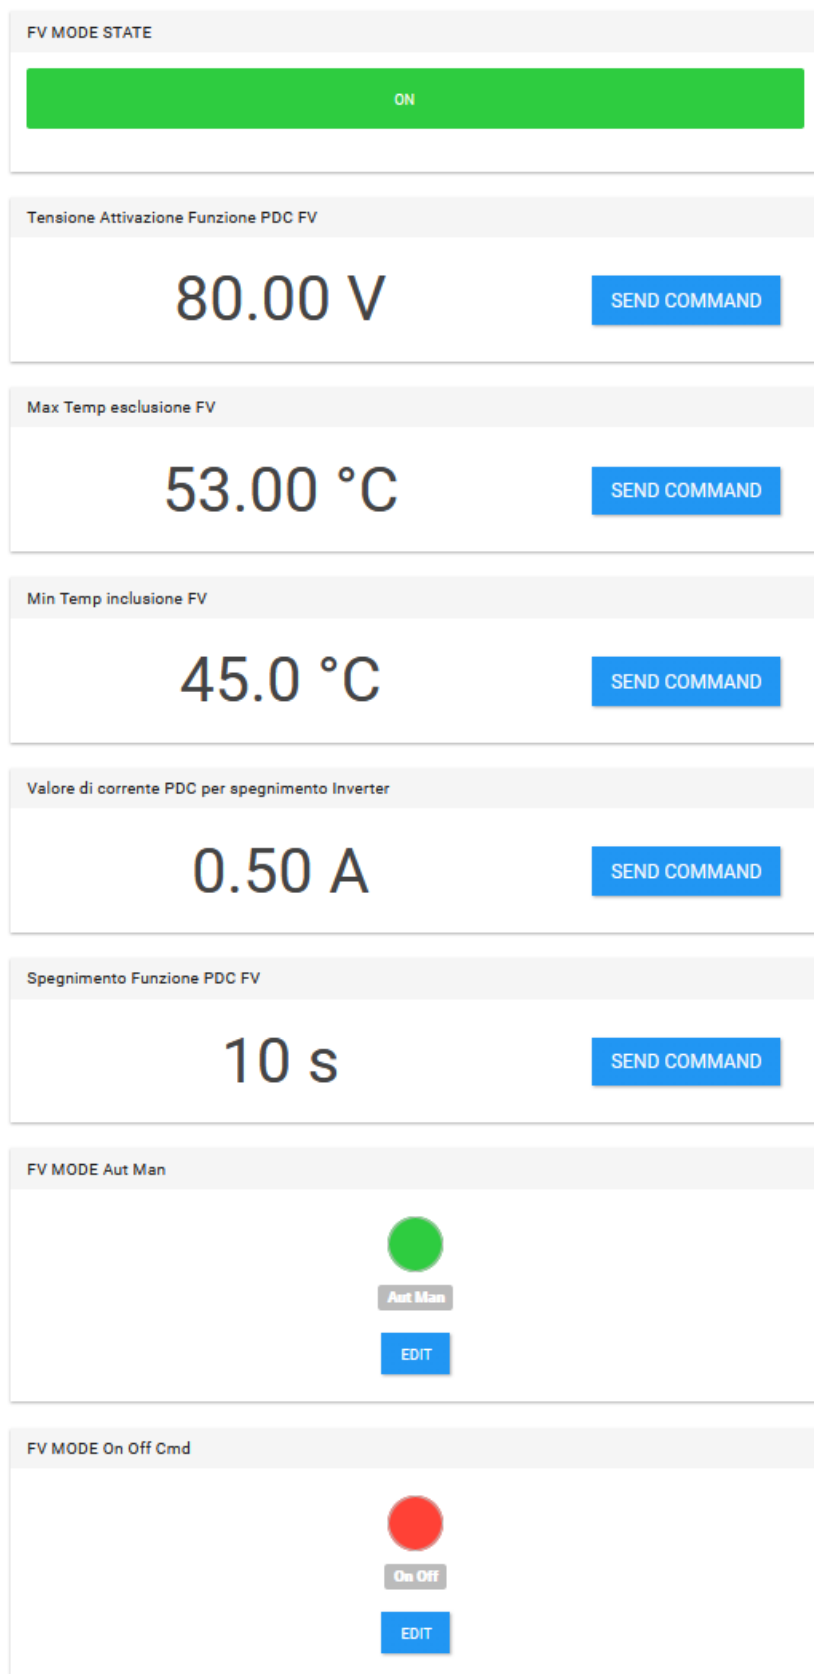 FV MODE STATE
ON
Tensione Attivazione Funzione PDC FV
80.00 V
SEND COMMAND
Max Temp esclusione FV
53.00 °C
SEND COMMAND
Min Temp inclusione FV
45.0 °C
SEND COMMAND
Valore di corrente PDC per spegnimento Inverter
0.50 A
SEND COMMAND
Spegnimento Funzione PDC FV
10 s
SEND COMMAND
FV MODE Aut Man
Aut Man
EDIT
FV MODE On Off Cmd
On Off
EDIT